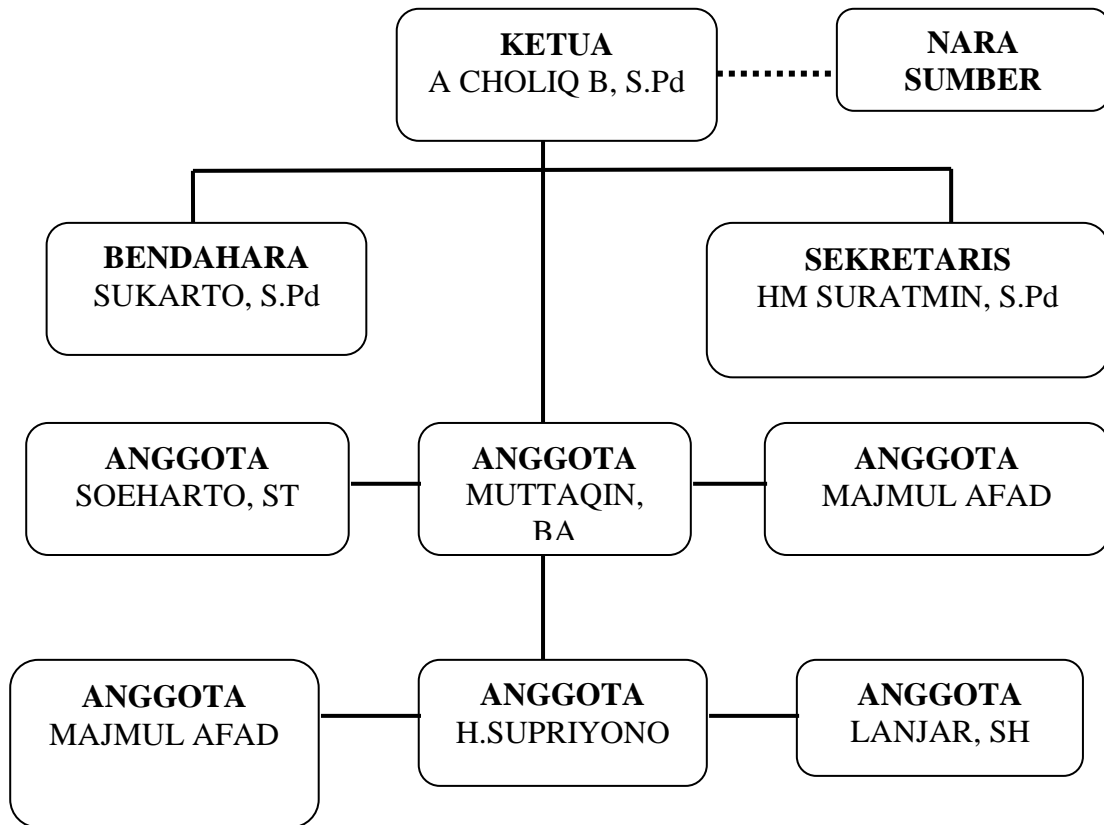 KETUA
A CHOLIQ B, S.Pd
NARA
SUMBER
BENDAHARA
SUKARTO, S.Pd
SEKRETARIS
HM SURATMIN, S.Pd
ANGGOTA
SOEHARTO, ST
ANGGOTA
MUTTAQIN,
BA
ANGGOTA
MAJMUL AFAD
ANGGOTA
MAJMUL AFAD
ANGGOTA
H.SUPRIYONO
ANGGOTA
LANJAR, SH